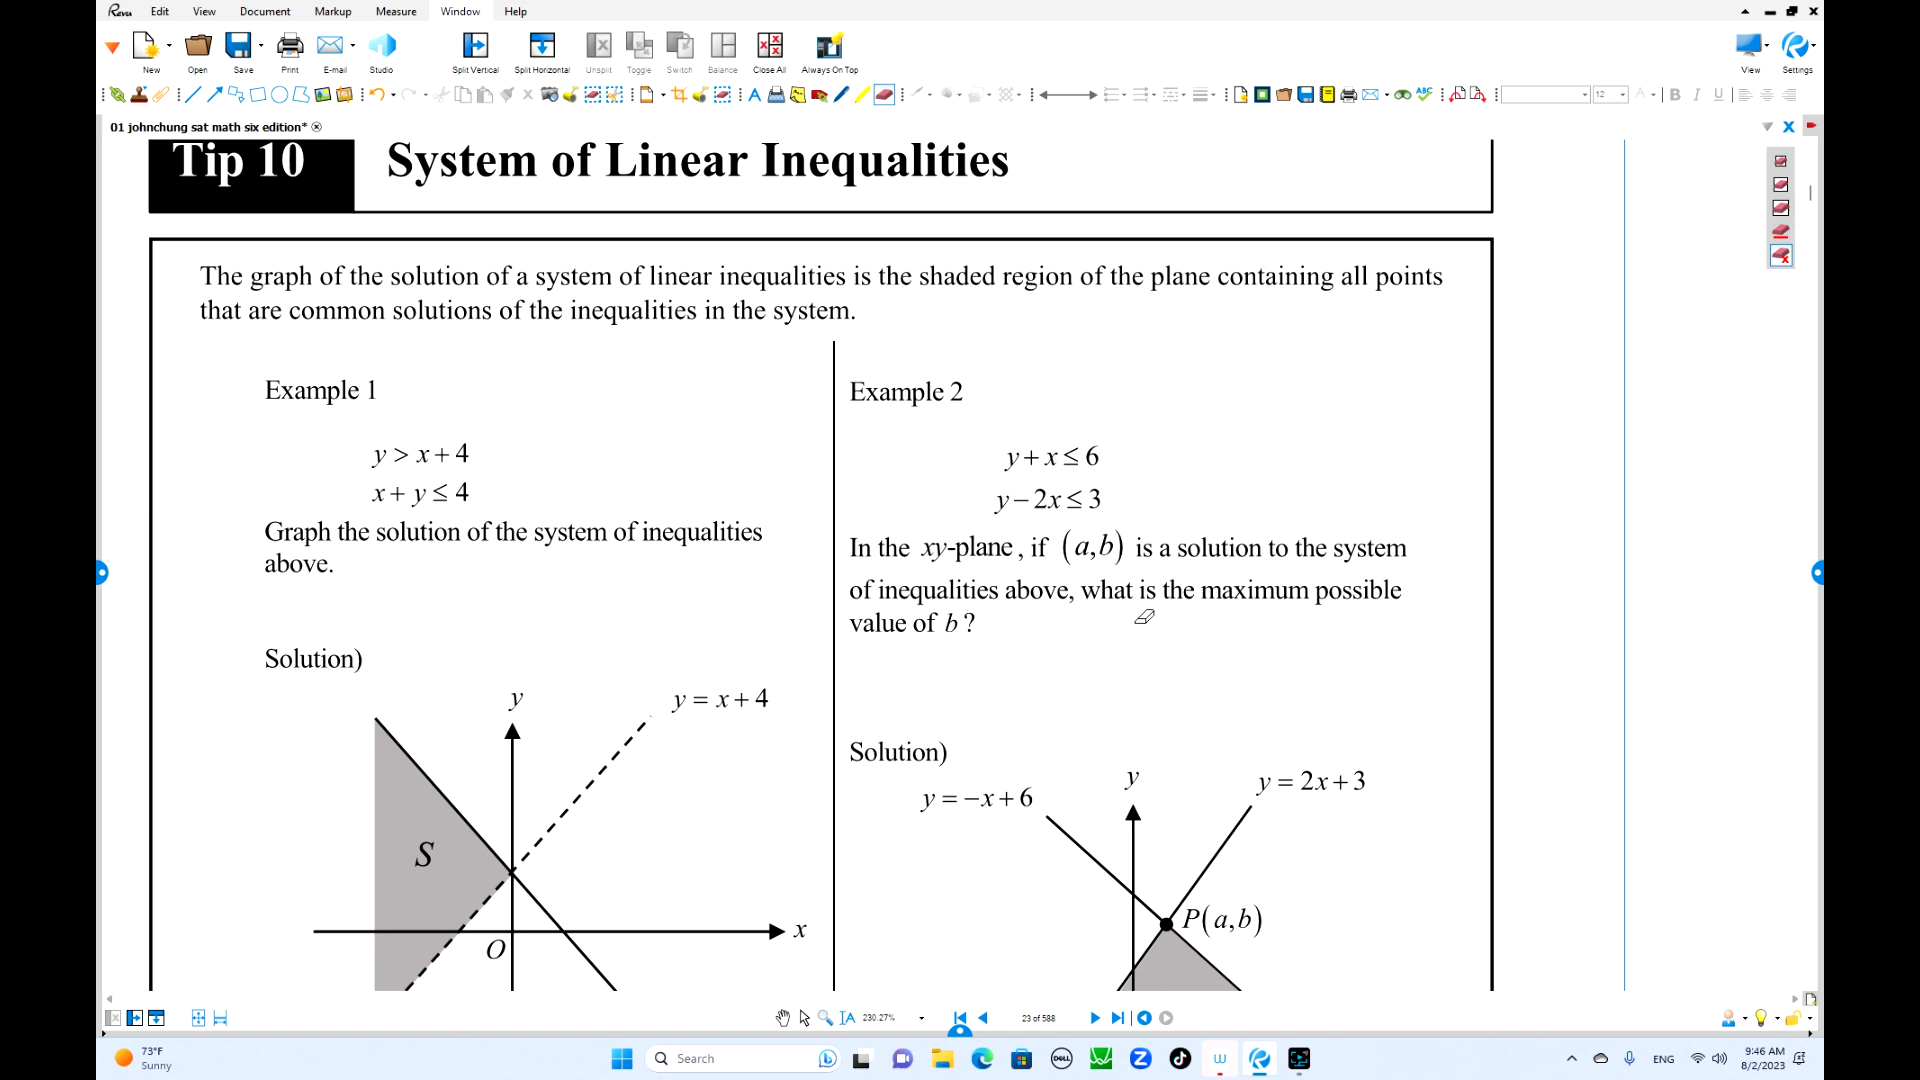 Revu Edit View Document Markup Measure Window Help
New Open Save Print E-mail Studio Split Vertical Split Horizontal Unsplit Toggle Switch Balance Close All Always On Top View Settings
12
01 johnchung sat math six edition*
Tip 10 System of Linear Inequalities
The graph of the solution of a system of linear inequalities is the shaded region of the plane containing all points
that are common solutions of the inequalities in the system.
Example 1
y > x + 4
x + y ≤ 4
Graph the solution of the system of inequalities
above.
Solution)
y
y = x + 4
S
x
O
Example 2
y + x ≤ 6
y − 2x ≤ 3
In the xy-plane, if (a,b) is a solution to the system
of inequalities above, what is the maximum possible
value of b ?
Solution)
y
y = 2x + 3
y = −x + 6
P(a,b)
230.27% 23 of 588
73°F
Sunny
Search
DELL
ENG
9:46 AM
8/2/2023